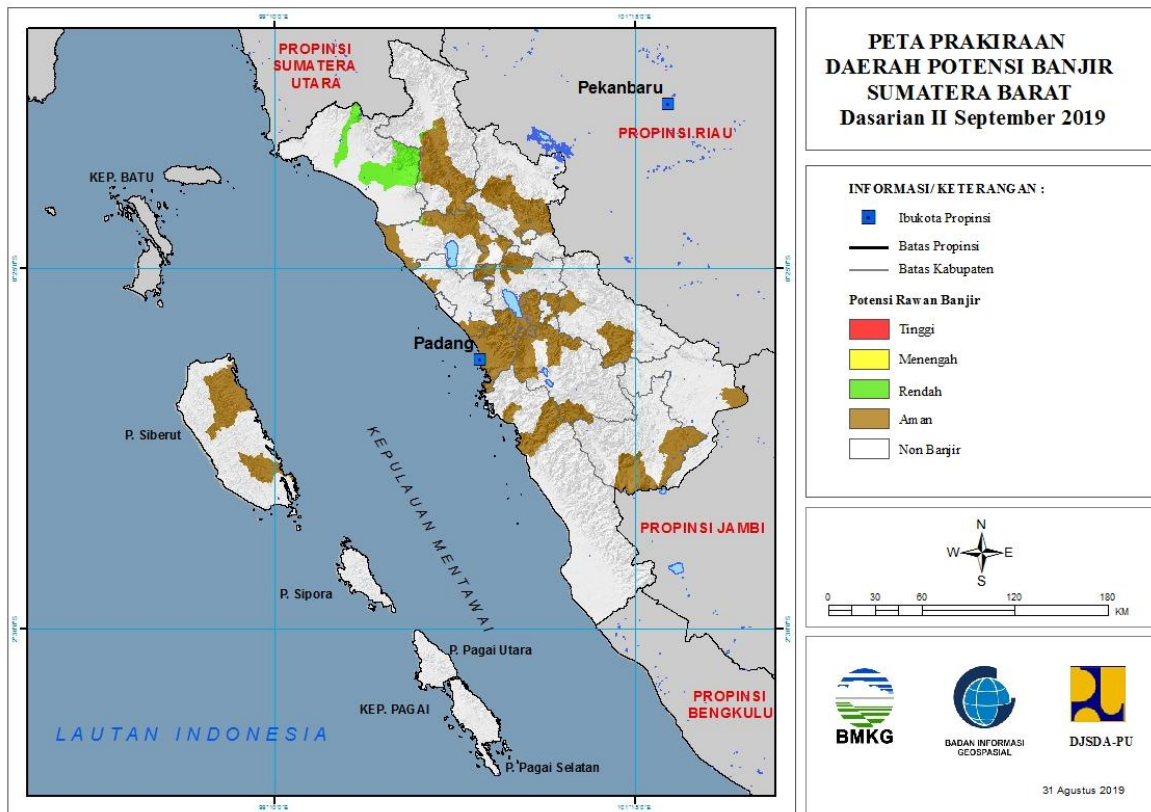 PROPINSI
SUMATERA
UTARA
Pekanbaru
PROPINSI.RIAU
KEP. BATU
Padang
P. Siberut
KEPULAUAN MENTAWAI
PROPINSI JAMBI
P. Sipora
P. Pagai Utara
KEP. PAGAI
PROPINSI
BENGKULU
LAUTAN INDONESIA
P. Pagai Selatan
PETA PRAKIRAAN
DAERAH POTENSI BANJIR
SUMATERA BARAT
Dasarian II September 2019
INFORMASI/ KETERANGAN :
Ibukota Propinsi
Batas Propinsi
Batas Kabupaten
Potensi Rawan Banjir
Tinggi
Menengah
Rendah
Aman
Non Banjir
N
W E
S
0 30 60 120 180
KM
BMKG
BADAN INFORMASI
GEOSPASIAL
DJSDA-PU
31 Agustus 2019